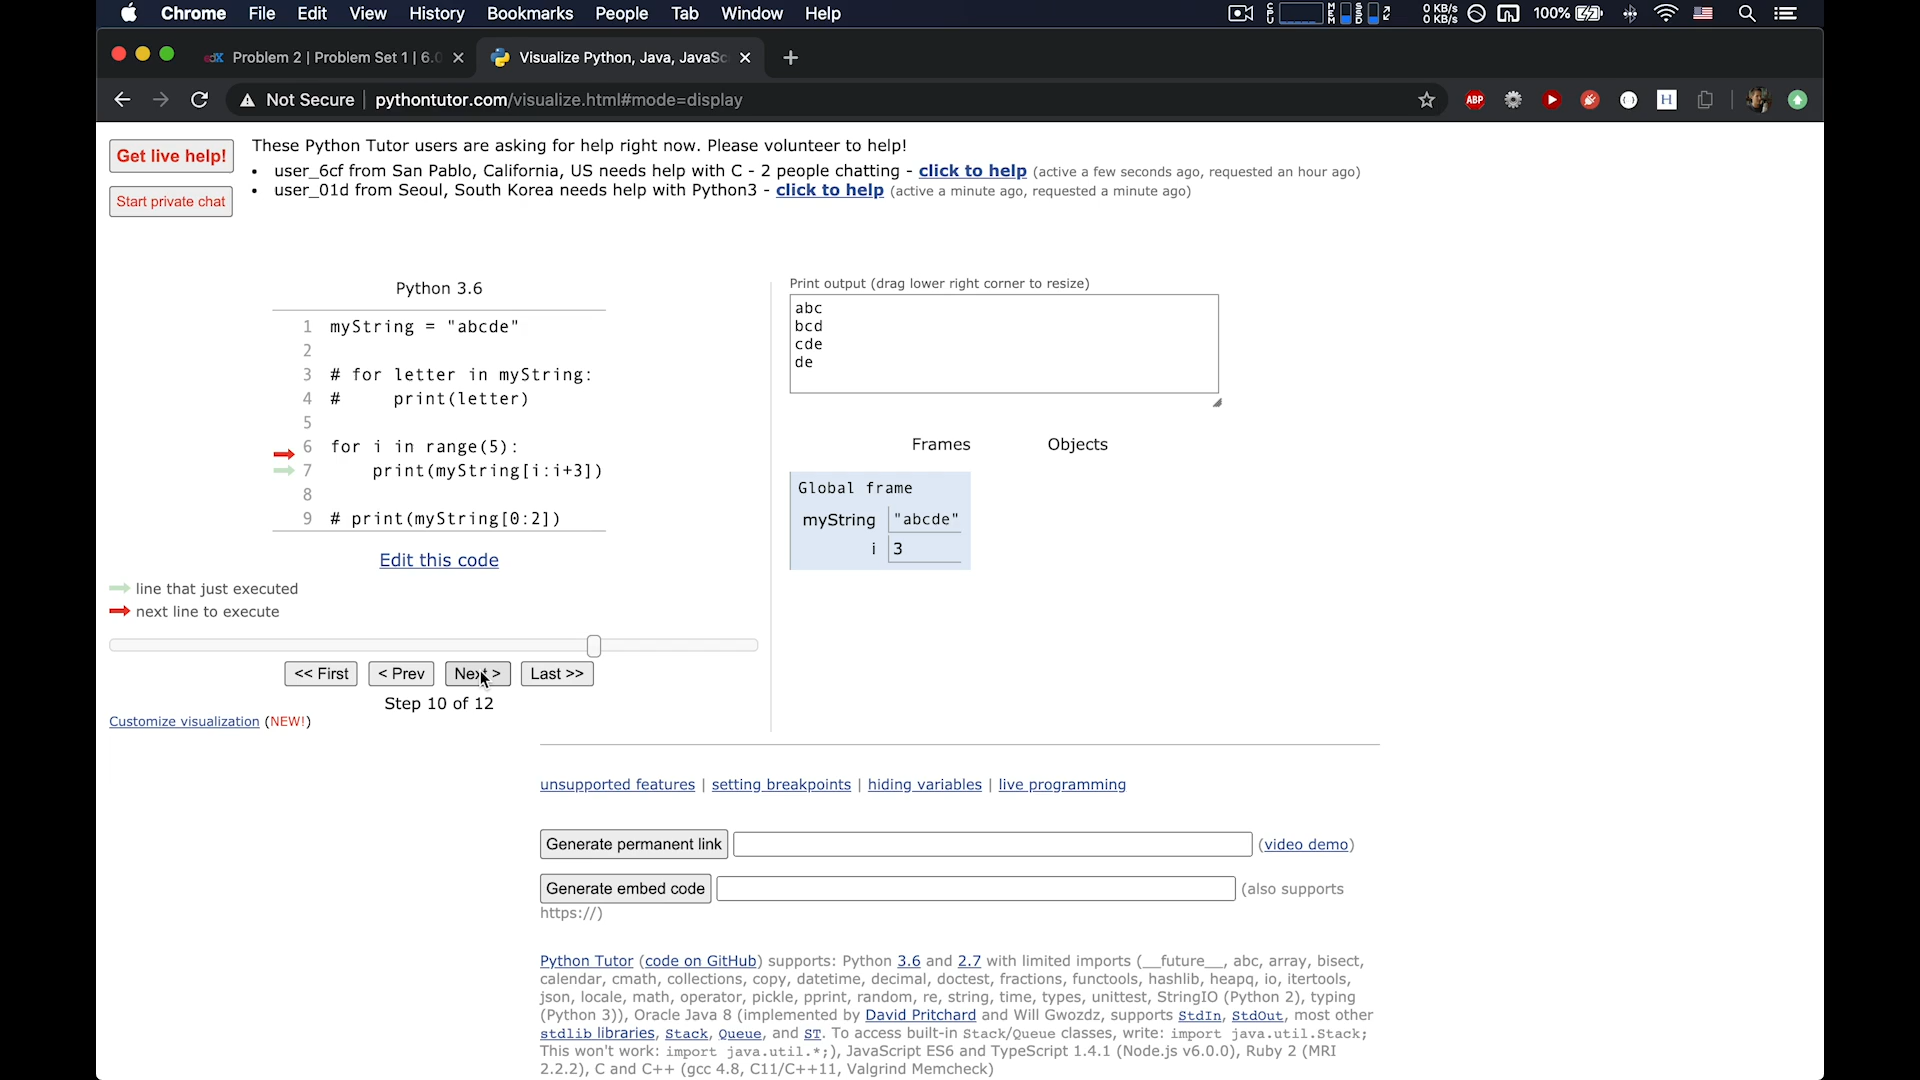 Chrome File Edit View History Bookmarks People Tab Window Help
CPU MEM SSD 0 KB/s 0 KB/s 100%
edX Problem 2 | Problem Set 1 | 6.0 Visualize Python, Java, JavaSc
Not Secure pythontutor.com/visualize.html#mode=display ABP H
Get live help!
Start private chat
These Python Tutor users are asking for help right now. Please volunteer to help!
• user_6cf from San Pablo, California, US needs help with C - 2 people chatting - click to help (active a few seconds ago, requested an hour ago)
• user_01d from Seoul, South Korea needs help with Python3 - click to help (active a minute ago, requested a minute ago)
Python 3.6
1 myString = "abcde"
2
3 # for letter in myString:
4 #     print(letter)
5
6 for i in range(5):
7     print(myString[i:i+3])
8
9 # print(myString[0:2])
Edit this code
line that just executed
next line to execute
<< First < Prev Next > Last >>
Step 10 of 12
Customize visualization (NEW!)
Print output (drag lower right corner to resize)
abc
bcd
cde
de
Frames Objects
Global frame
myString "abcde"
i 3
unsupported features | setting breakpoints | hiding variables | live programming
Generate permanent link (video demo)
Generate embed code (also supports
https://)
Python Tutor (code on GitHub) supports: Python 3.6 and 2.7 with limited imports (__future__, abc, array, bisect,
calendar, cmath, collections, copy, datetime, decimal, doctest, fractions, functools, hashlib, heapq, io, itertools,
json, locale, math, operator, pickle, pprint, random, re, string, time, types, unittest, StringIO (Python 2), typing
(Python 3)), Oracle Java 8 (implemented by David Pritchard and Will Gwozdz, supports StdIn, StdOut, most other
stdlib libraries, Stack, Queue, and ST. To access built-in Stack/Queue classes, write: import java.util.Stack;
This won't work: import java.util.*;), JavaScript ES6 and TypeScript 1.4.1 (Node.js v6.0.0), Ruby 2 (MRI
2.2.2), C and C++ (gcc 4.8, C11/C++11, Valgrind Memcheck)